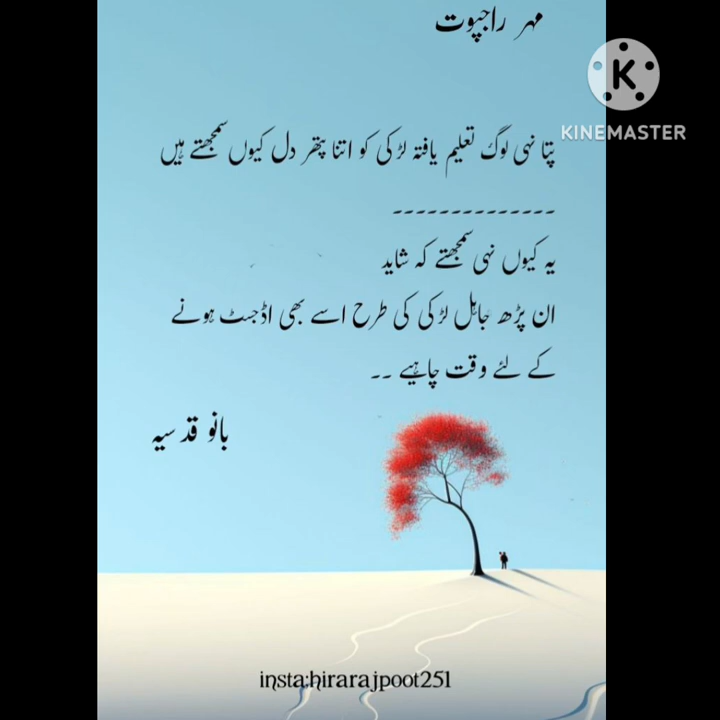 مہر راجپوت
KINEMASTER
پتا نہی لوگ تعلیم یافتہ لڑکی کو اتنا پتھر دل کیوں سمجھتے ہیں
--------------
یہ کیوں نہی سمجھتے کہ شاید
ان پڑھ جاہل لڑکی کی طرح اسے بھی اڈجسٹ ہونے
کے لئے وقت چاہیے --
بانو قدسیہ
insta:hirarajpoot251